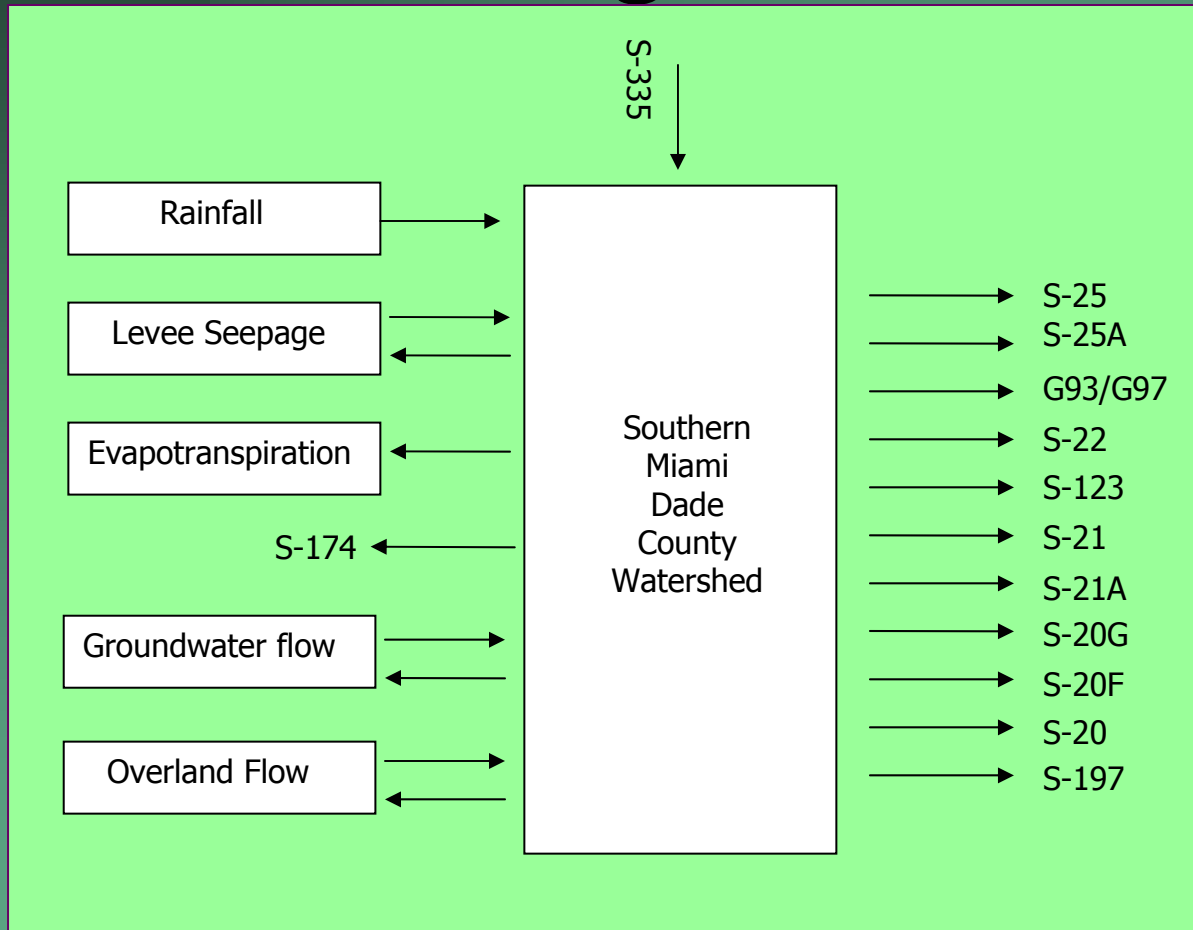 S-335
Rainfall
Levee Seepage
Evapotranspiration
S-174
Groundwater flow
Overland Flow
Southern
Miami
Dade
County
Watershed
S-25
S-25A
G93/G97
S-22
S-123
S-21
S-21A
S-20G
S-20F
S-20
S-197